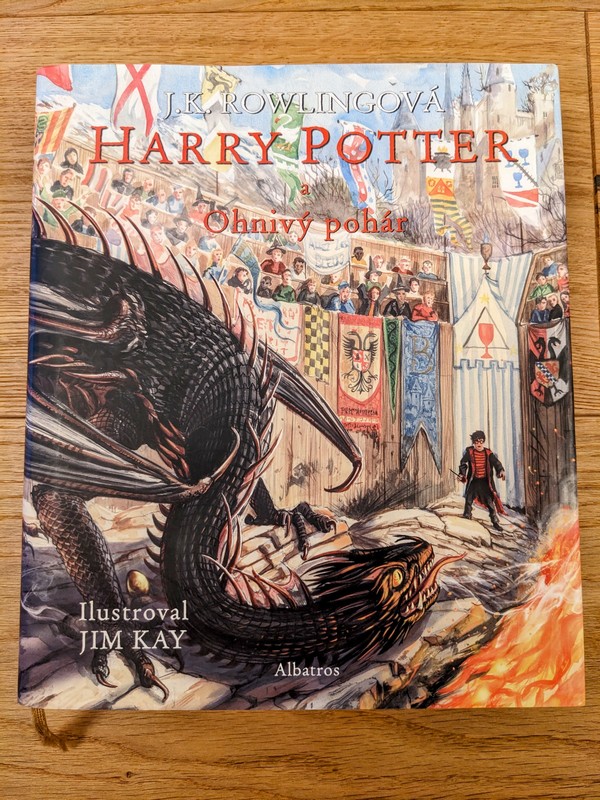 J.K. ROWLINGOVÁ
HARRY POTTER
a
Ohnivý pohár
B
Ilustroval
JIM KAY
Albatros